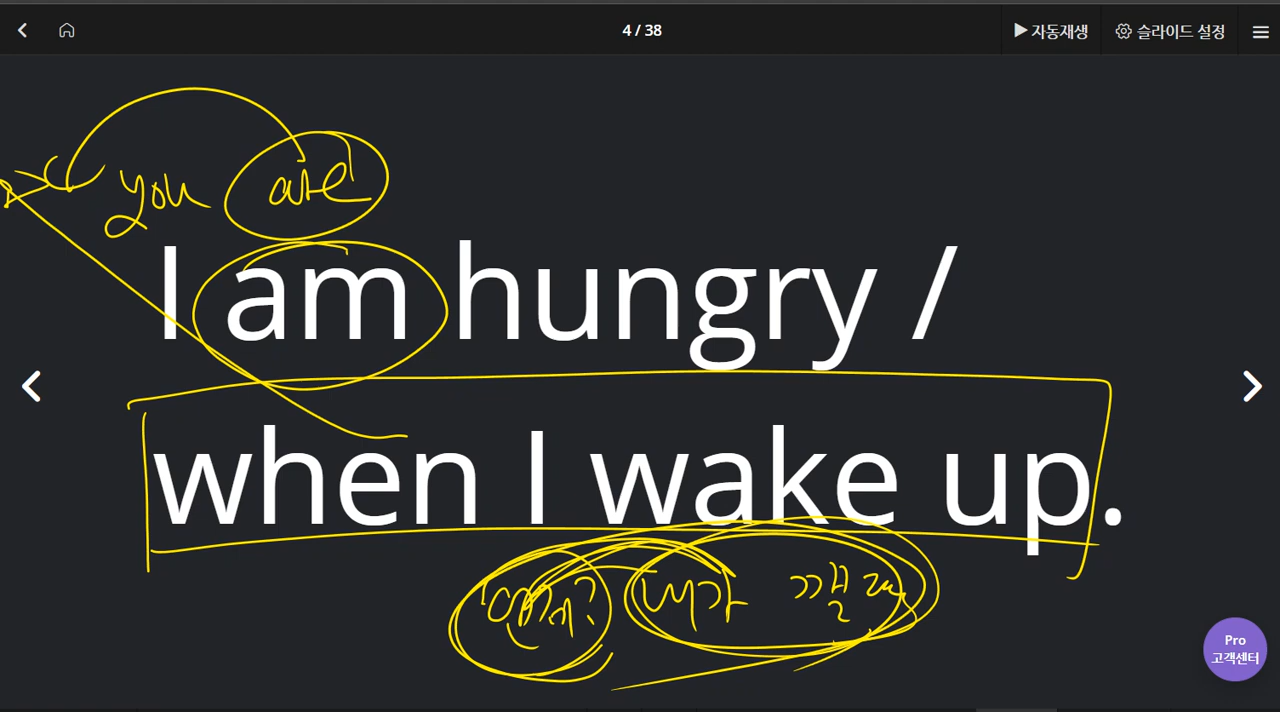 4 / 38
▶ 자동재생
슬라이드 설정
you are
I am hungry /
when I wake up.
언제? 내가 깰 때
Pro
고객센터